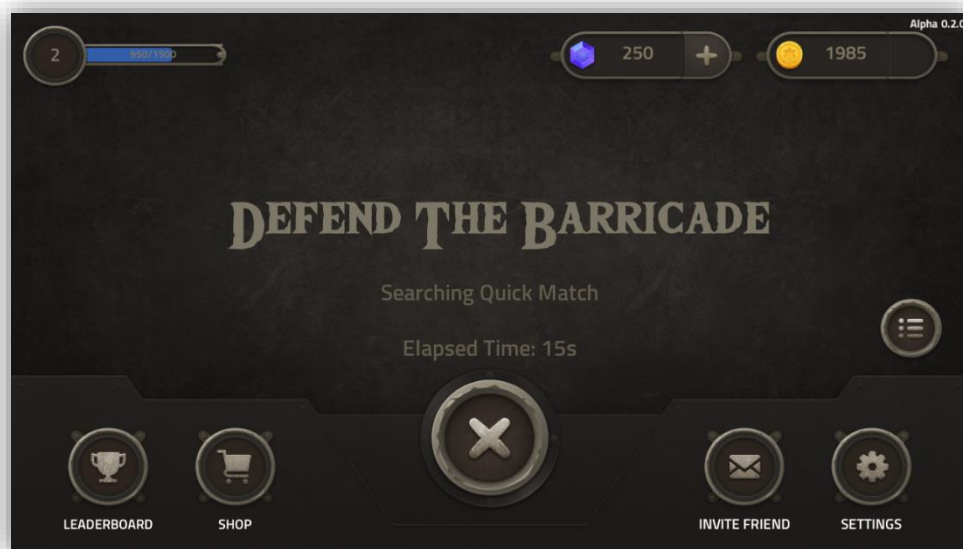 Alpha 0.2.0
2
950/1500
250
1985
DEFEND THE BARRICADE
Searching Quick Match
Elapsed Time: 15s
LEADERBOARD
SHOP
INVITE FRIEND
SETTINGS